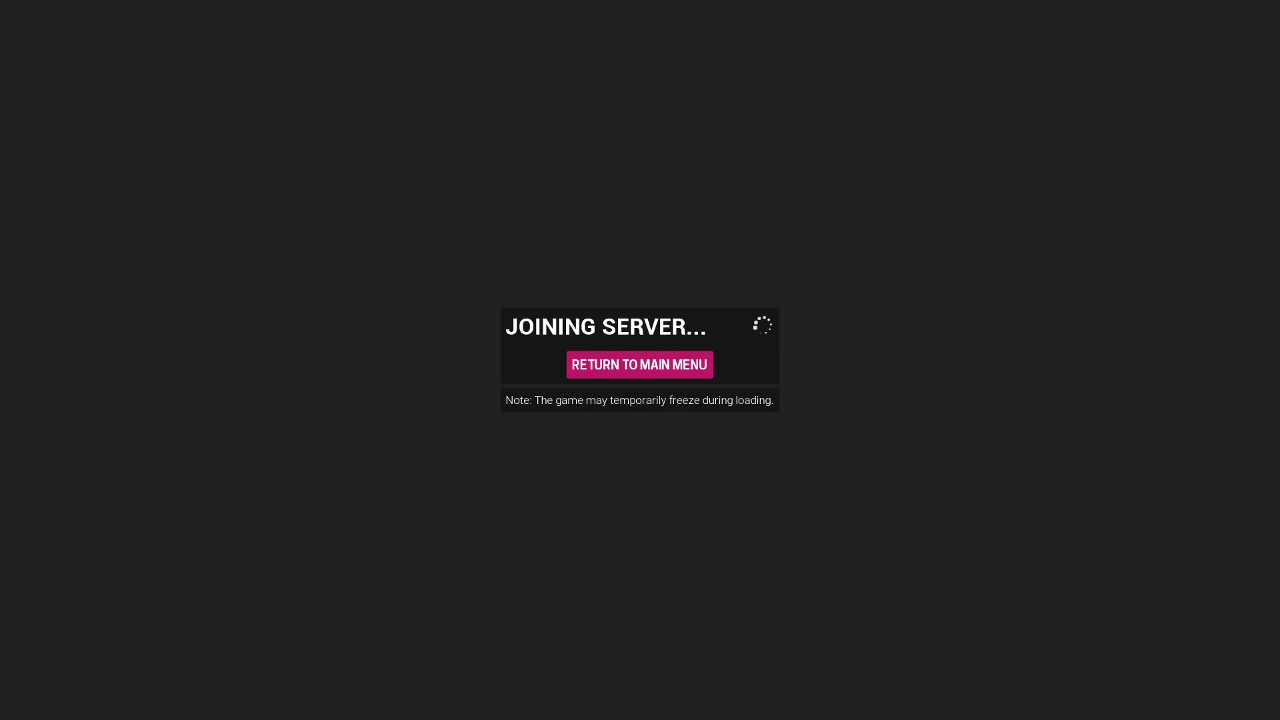 JOINING SERVER...
RETURN TO MAIN MENU
Note: The game may temporarily freeze during loading.